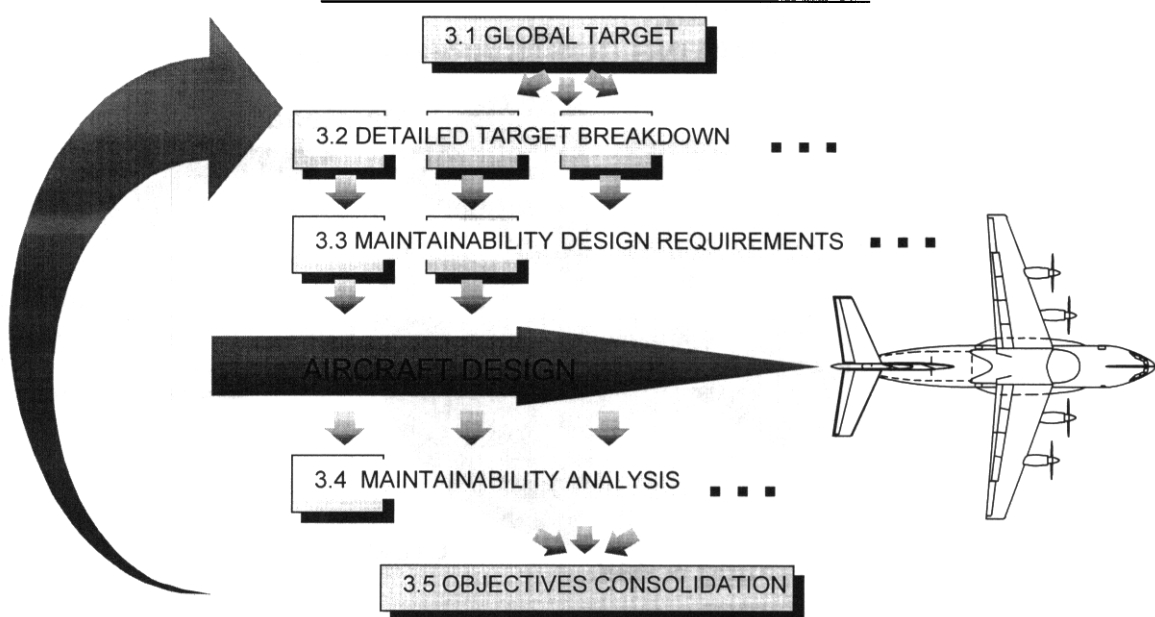 3.1 GLOBAL TARGET
3.2 DETAILED TARGET BREAKDOWN
3.3 MAINTAINABILITY DESIGN REQUIREMENTS
AIRCRAFT DESIGN
3.4 MAINTAINABILITY ANALYSIS
3.5 OBJECTIVES CONSOLIDATION